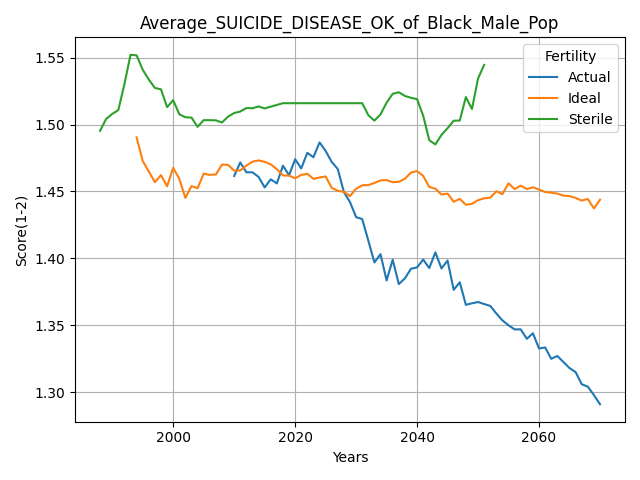 Average_SUICIDE_DISEASE_OK_of_Black_Male_Pop
Fertility
Actual
Ideal
Sterile
Score(1-2)
1.55
1.50
1.45
1.40
1.35
1.30
2000 2020 2040 2060
Years